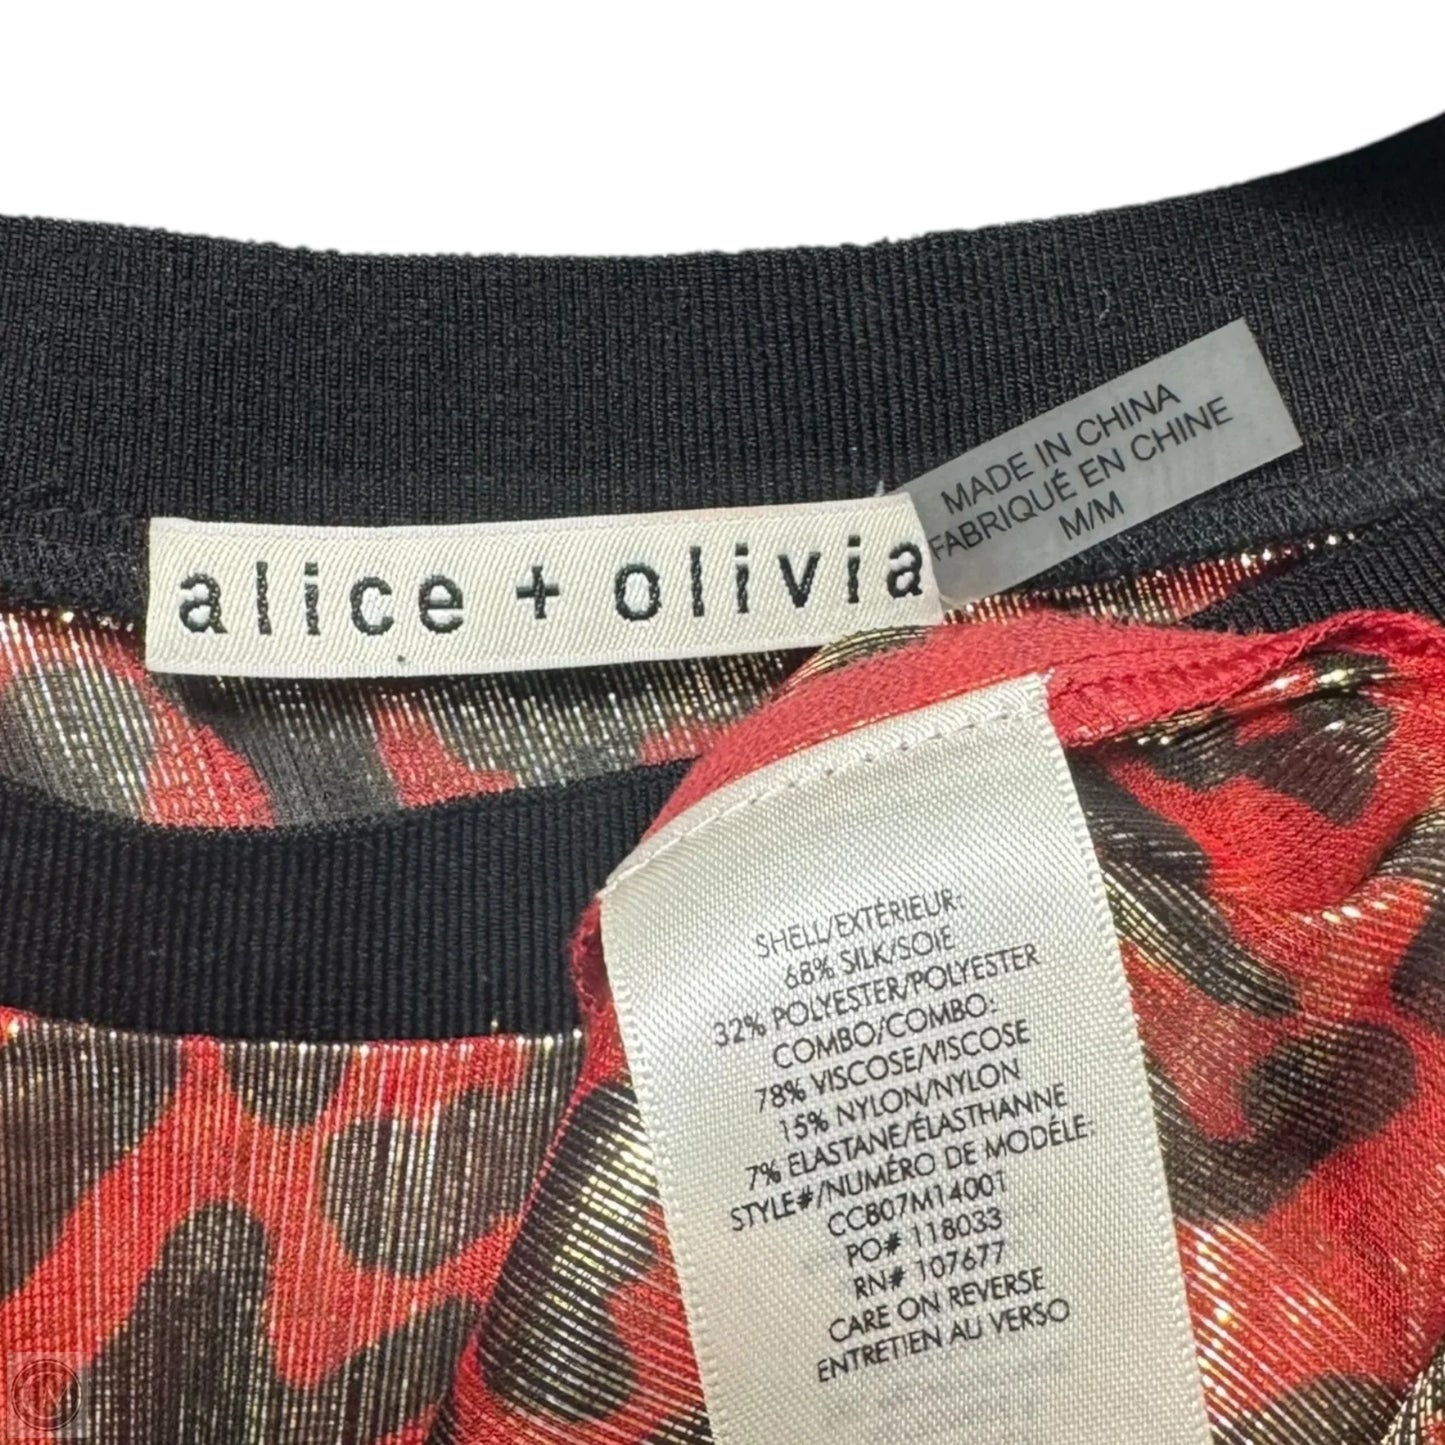 alice + olivia
MADE IN CHINA
FABRIQUÉ EN CHINE
M/M
SHELL/EXTÉRIEUR:
68% SILK/SOIE
32% POLYESTER/POLYESTER
COMBO/COMBO:
78% VISCOSE/VISCOSE
15% NYLON/NYLON
7% ELASTANE/ÉLASTHANNE
STYLE#/NUMÉRO DE MODÉLE:
CC807M14001
PO# 118033
RN# 107677
CARE ON REVERSE
ENTRETIEN AU VERSO